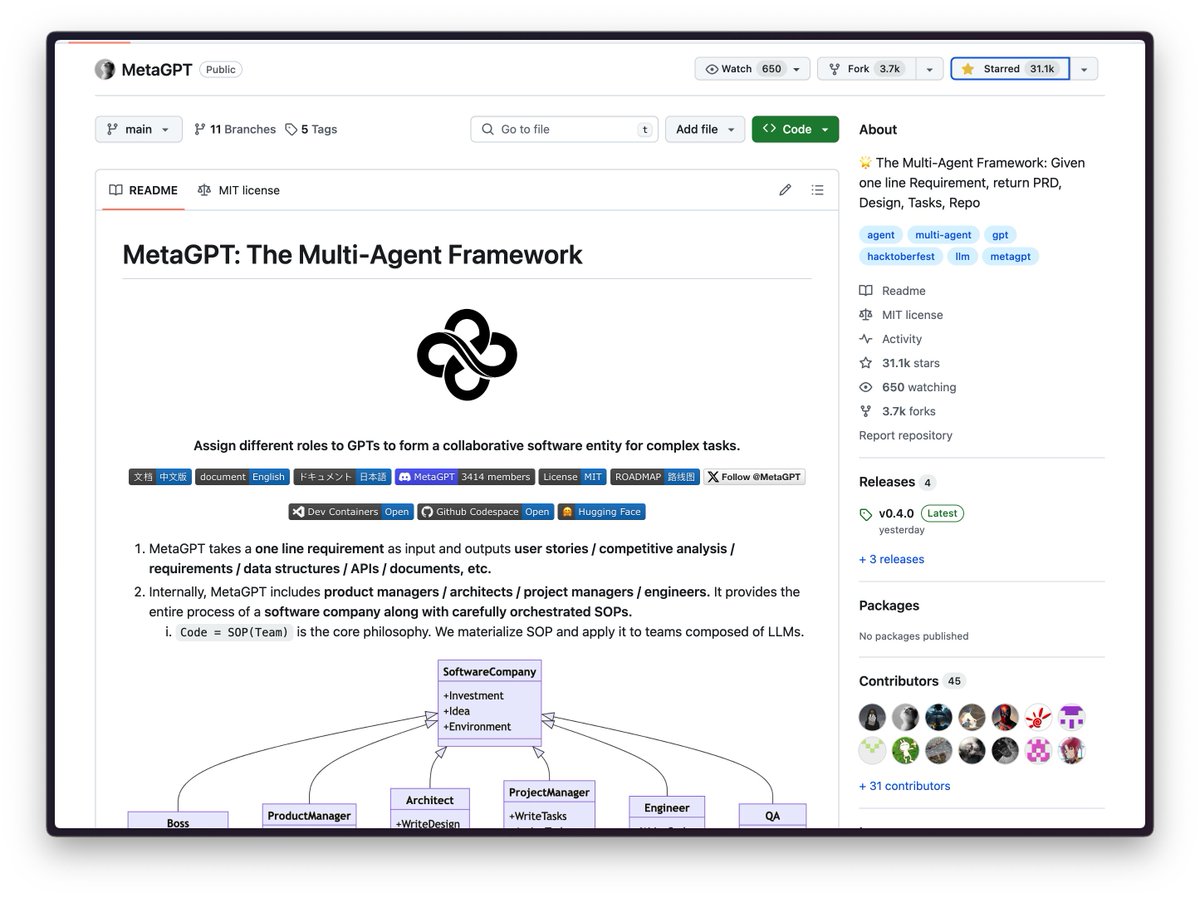 MetaGPT Public
Watch 650
Fork 3.7k
Starred 31.1k
main
11 Branches
5 Tags
Go to file
t
Add file
Code
README
MIT license
MetaGPT: The Multi-Agent Framework
Assign different roles to GPTs to form a collaborative software entity for complex tasks.
文档 中文版 document English ドキュメント 日本語 MetaGPT 3414 members License MIT ROADMAP 路线图 Follow @MetaGPT
Dev Containers Open Github Codespace Open Hugging Face
1. MetaGPT takes a one line requirement as input and outputs user stories / competitive analysis /
requirements / data structures / APIs / documents, etc.
2. Internally, MetaGPT includes product managers / architects / project managers / engineers. It provides the
entire process of a software company along with carefully orchestrated SOPs.
i. Code = SOP(Team) is the core philosophy. We materialize SOP and apply it to teams composed of LLMs.
SoftwareCompany
+Investment
+Idea
+Environment
Boss
ProductManager
Architect
+WriteDesign
ProjectManager
+WriteTasks
Engineer
QA
About
🌟 The Multi-Agent Framework: Given
one line Requirement, return PRD,
Design, Tasks, Repo
agent multi-agent gpt
hacktoberfest llm metagpt
Readme
MIT license
Activity
31.1k stars
650 watching
3.7k forks
Report repository
Releases 4
v0.4.0 Latest
yesterday
+ 3 releases
Packages
No packages published
Contributors 45
+ 31 contributors